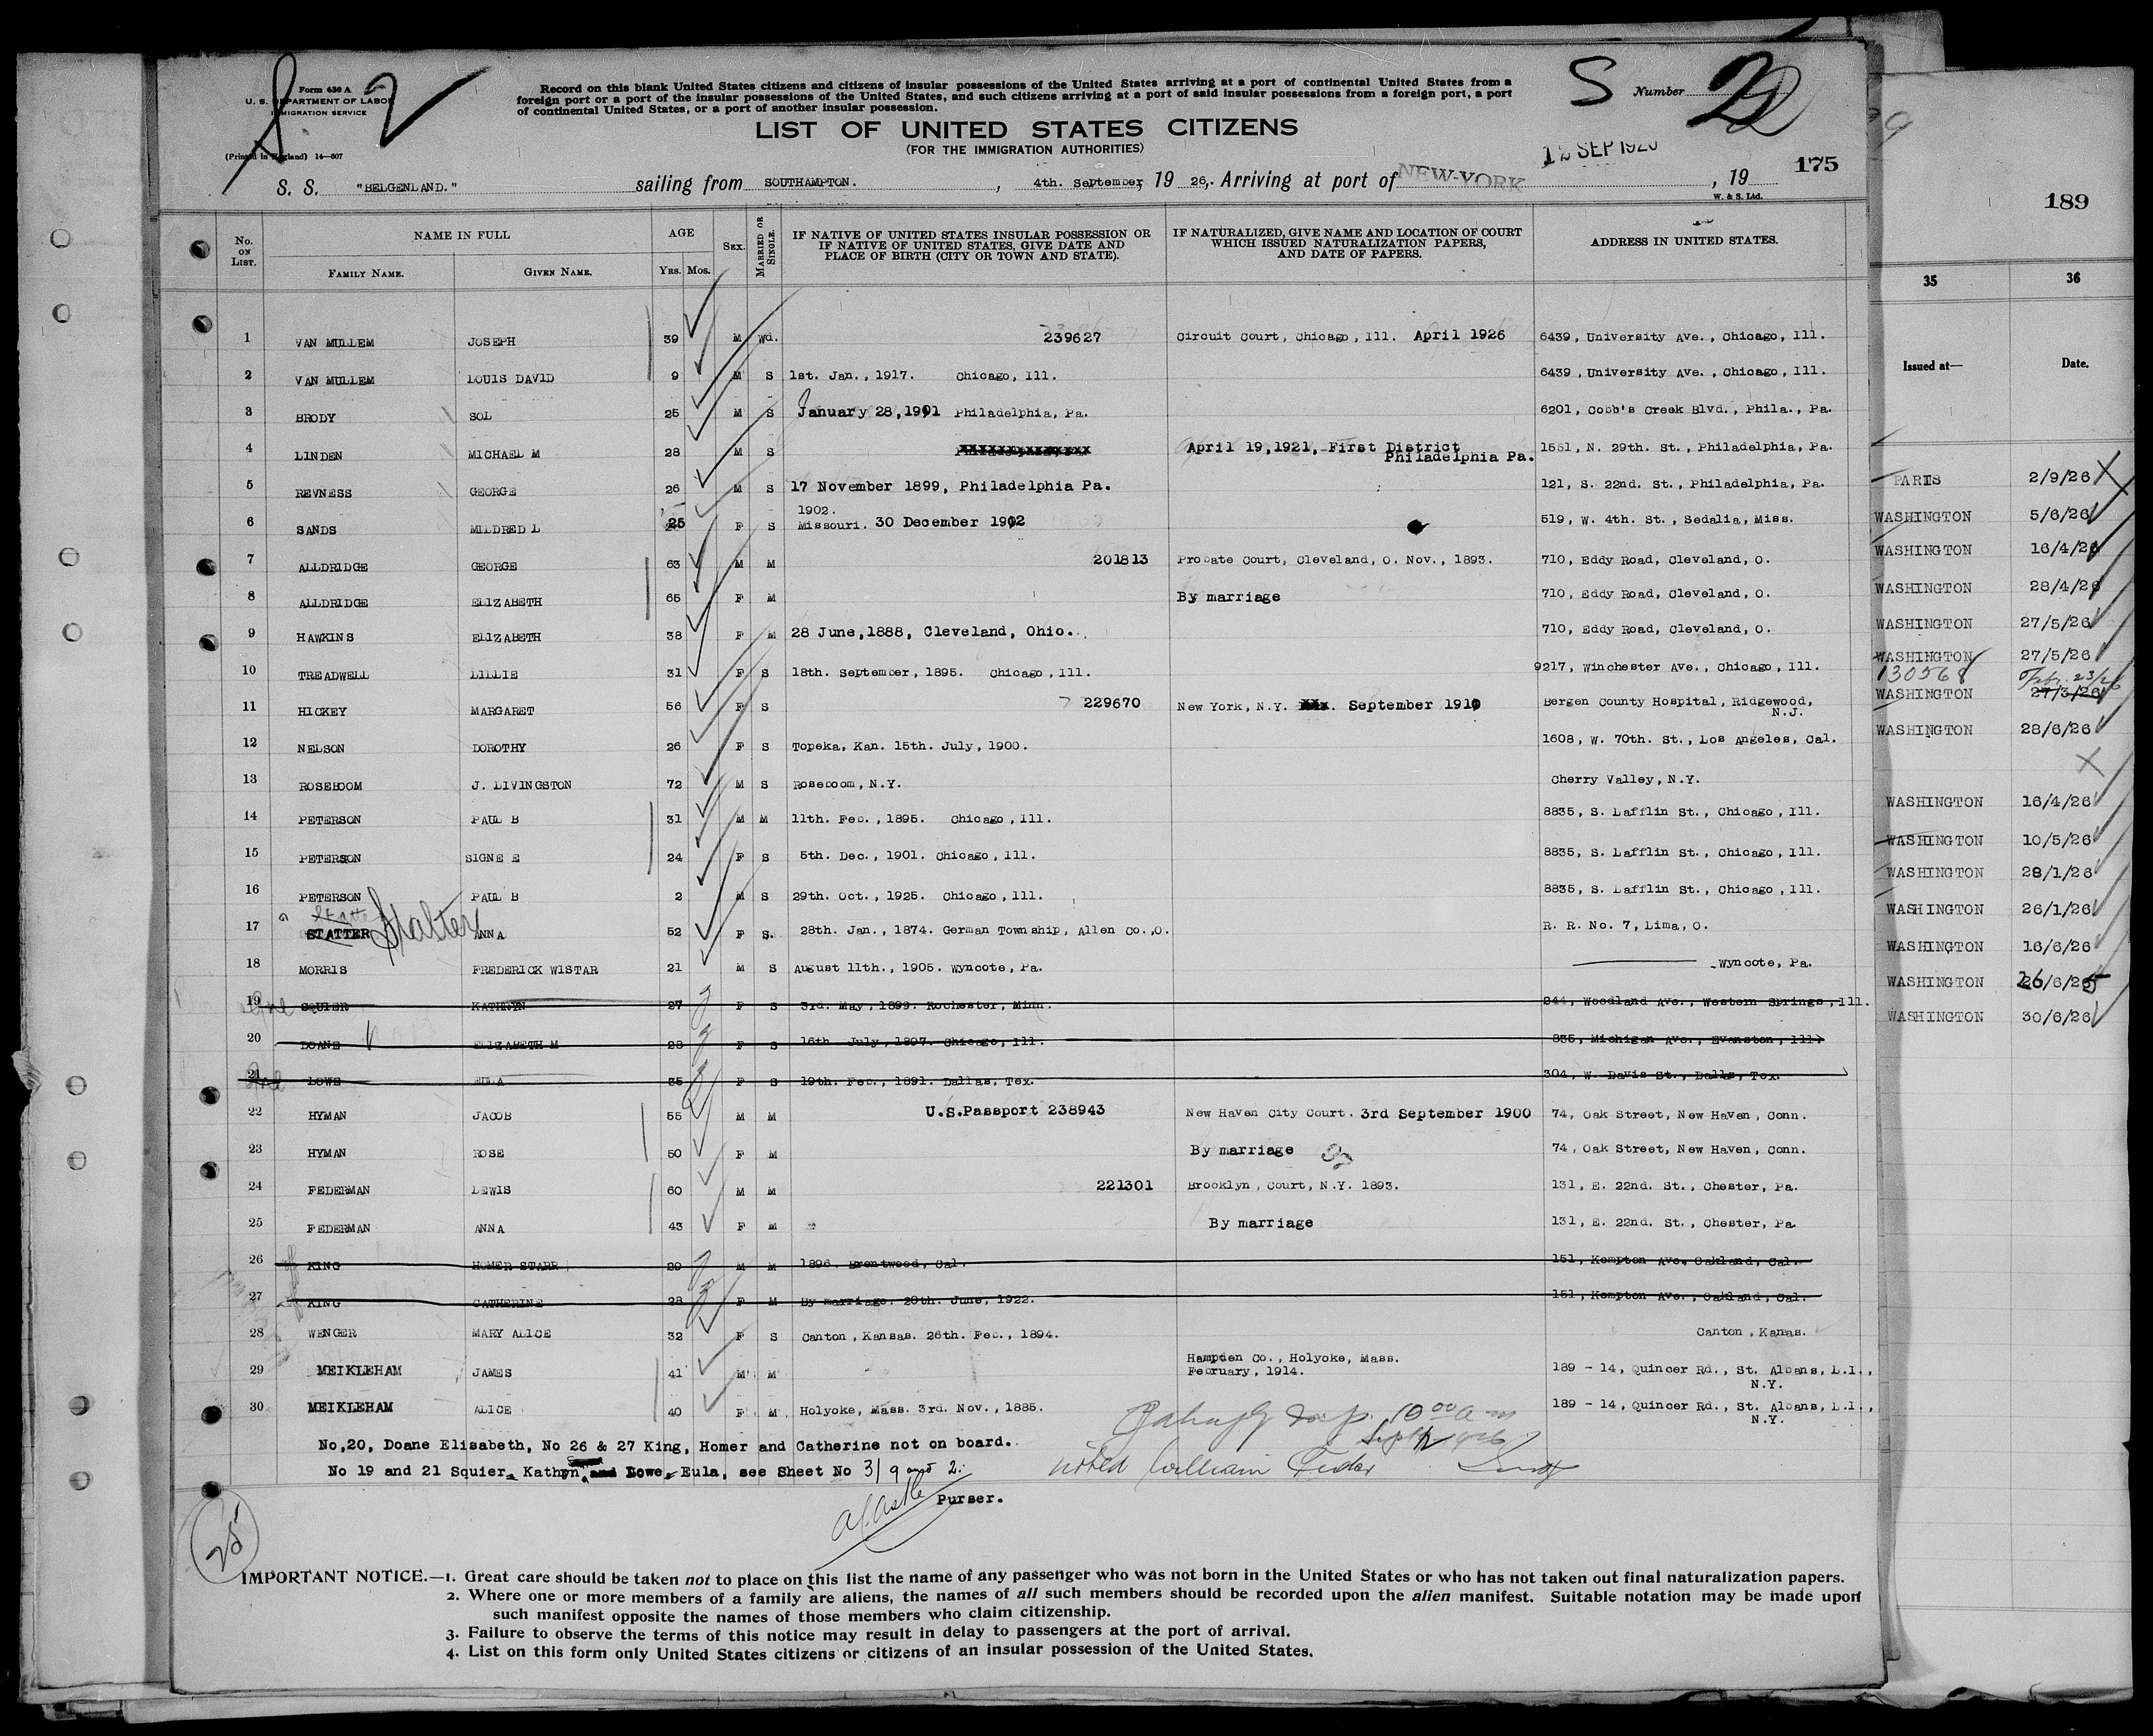 Form 630 A
U. S. DEPARTMENT OF LABOR
IMMIGRATION SERVICE
(Printed in England) 14—607
S 2
Record on this blank United States citizens and citizens of insular possessions of the United States arriving at a port of continental United States from a
foreign port or a port of the insular possessions of the United States, and such citizens arriving at a port of said insular possessions from a foreign port, a port
of continental United States, or a port of another insular possession.
S Number 2
LIST OF UNITED STATES CITIZENS
(FOR THE IMMIGRATION AUTHORITIES)
175
S. S. "BELGENLAND." sailing from SOUTHAMPTON. , 4th. September, 19 26,. Arriving at port of NEW-YORK 12 SEP 1926 , 19
W. & S. Ltd.
No. ON LIST. NAME IN FULL FAMILY NAME. GIVEN NAME. AGE YRS. MOS. SEX. MARRIED OR SINGLE. IF NATIVE OF UNITED STATES INSULAR POSSESSION OR IF NATIVE OF UNITED STATES, GIVE DATE AND PLACE OF BIRTH (CITY OR TOWN AND STATE). IF NATURALIZED, GIVE NAME AND LOCATION OF COURT WHICH ISSUED NATURALIZATION PAPERS, AND DATE OF PAPERS. ADDRESS IN UNITED STATES.
1 VAN MULLEM JOSEPH 39 M Wd. 239627 Circuit Court, Chicago, Ill. April 1926 6439, University Ave., Chicago, Ill.
2 VAN MULLEM LOUIS DAVID 9 M S 1st. Jan., 1917. Chicago, Ill. 6439, University Ave., Chicago, Ill.
3 BRODY SOL 25 M S January 28,1901 Philadelphia, Pa. 6201, Cobb's Creek Blvd., Phila., Pa.
4 LINDEN MICHAEL M 28 M S xxxxxxxxxxxxxxx April 19,1921, First District Philadelphia Pa. 1551, N. 29th. St., Philadelphia, Pa.
5 REVNESS GEORGE 26 M S 17 November 1899, Philadelphia Pa. 121, S. 22nd. St., Philadelphia, Pa.
6 SANDS MILDRED L 25 F S 1902. Missouri. 30 December 1902 519, W. 4th. St., Sedalia, Miss.
7 ALLDRIDGE GEORGE 63 M M 201813 Probate Court, Cleveland, O. Nov., 1893. 710, Eddy Road, Cleveland, O.
8 ALLDRIDGE ELIZABETH 65 F M By marriage 710, Eddy Road, Cleveland, O.
9 HAWKINS ELIZABETH 38 F M 28 June,1888, Cleveland, Ohio. 710, Eddy Road, Cleveland, O.
10 TREADWELL LILLIE 31 F S 18th. September, 1895. Chicago, Ill. 9217, Winchester Ave., Chicago, Ill.
11 HICKEY MARGARET 56 F S 229670 New York, N.Y. xxx. September 1910 Bergen County Hospital, Ridgewood, N.J.
12 NELSON DOROTHY 26 F S Topeka, Kan. 15th. July, 1900. 1608, W. 70th. St., Los Angeles, Cal.
13 ROSEBOOM J. LIVINGSTON 72 M S Roseboom, N.Y. Cherry Valley, N.Y.
14 PETERSON PAUL B 31 M M 11th. Feb., 1895. Chicago, Ill. 8835, S. Lafflin St., Chicago, Ill.
15 PETERSON SIGNE E 24 F S 5th. Dec., 1901. Chicago, Ill. 8835, S. Lafflin St., Chicago, Ill.
16 PETERSON PAUL B 2 M S 29th. Oct., 1925. Chicago, Ill. 8835, S. Lafflin St., Chicago, Ill.
17 STATTER Stalter ANNA 52 F S. 28th. Jan., 1874. German Township, Allen Co.,O. R. R. No. 7, Lima, O.
18 MORRIS FREDERICK WISTAR 21 M S August 11th., 1905. Wyncote, Pa. Wyncote, Pa.
19 SQUIER KATHRYN 27 F S 3rd. May, 1899. Rochester, Minn. 244, Woodland Ave., Western Springs, Ill.
20 DOANE ELIZABETH M 28 F S 16th July, 1897. Chicago, Ill. 835, Michigan Ave., Evanston, Ill.
21 LOWE EULA 35 F S 19th. Feb., 1891. Dallas, Tex. 304, W. Davis St., Dalls, Tex.
22 HYMAN JACOB 55 M M U.S.Passport 238943 New Haven City Court. 3rd September 1900 74, Oak Street, New Haven, Conn.
23 HYMAN ROSE 50 F M By marriage 74, Oak Street, New Haven, Conn.
24 FEDERMAN LEWIS 60 M M 221301 Brooklyn, Court, N.Y. 1893. 131, E. 22nd. St., Chester, Pa.
25 FEDERMAN ANNA 43 F M By marriage 131, E. 22nd. St., Chester, Pa.
26 KING HOMER STARR 29 M M 1896. Brentwood, Cal. 151, Kempton Ave. Oakland, Cal.
27 KING CATHERINE 28 F M By marriage. 28th. June, 1922. 151, Kempton Ave., Oakland, Cal.
28 WENGER MARY ALICE 32 F S Canton, Kansas. 26th. Feb., 1894. Canton, Kanas.
29 MEIKLEHAM JAMES 41 M M Hampden Co., Holyoke, Mass. February, 1914. 189 - 14, Quincer Rd., St. Albans, L.I., N.Y.
30 MEIKLEHAM ALICE 40 F M Holyoke, Mass. 3rd. Nov., 1885. 189 - 14, Quincer Rd., St. Albans, L.I., N.Y.
No,20, Doane Elisabeth, No 26 & 27 King, Homer and Catherine not on board.
No 19 and 21 Squier, Kathryn, and Lowe, Eula, see Sheet No 3/9 and 2.
10 00 a m
William
Purser.
25
IMPORTANT NOTICE.—1. Great care should be taken not to place on this list the name of any passenger who was not born in the United States or who has not taken out final naturalization papers.
2. Where one or more members of a family are aliens, the names of all such members should be recorded upon the alien manifest. Suitable notation may be made upon
such manifest opposite the names of those members who claim citizenship.
3. Failure to observe the terms of this notice may result in delay to passengers at the port of arrival.
4. List on this form only United States citizens or citizens of an insular possession of the United States.
189
35 36
Issued at— Date.
PARIS 2/9/26
WASHINGTON 5/6/26
WASHINGTON 16/4/26
WASHINGTON 28/4/26
WASHINGTON 27/5/26
WASHINGTON 27/5/26
130568 Feb. 23/26
WASHINGTON 27/3/26
WASHINGTON 28/6/26
WASHINGTON 16/4/26
WASHINGTON 10/5/26
WASHINGTON 28/1/26
WASHINGTON 26/1/26
WASHINGTON 16/6/26
WASHINGTON 26/6/25
WASHINGTON 30/6/26